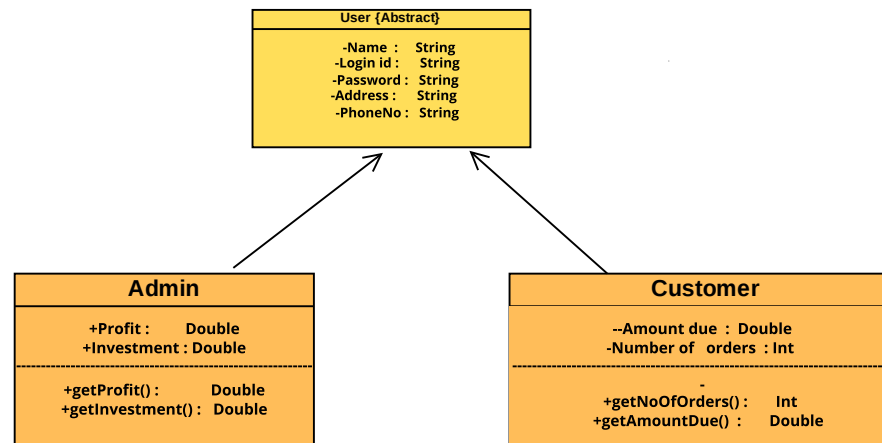 User {Abstract}
-Name : String
-Login id : String
-Password : String
-Address : String
-PhoneNo : String
Admin
+Profit : Double
+Investment : Double
+getProfit() : Double
+getInvestment() : Double
Customer
--Amount due : Double
-Number of orders : Int
-
+getNoOfOrders() : Int
+getAmountDue() : Double